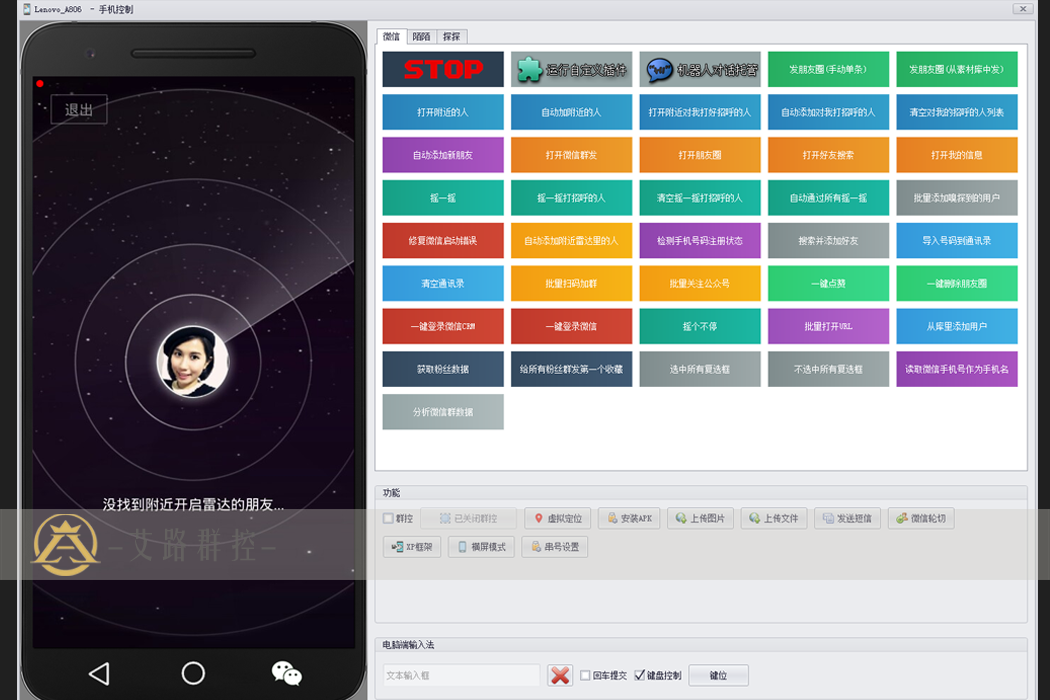 Lenovo_A806 - 手机控制
退出
没找到附近开启雷达的朋友...
-艾路群控-
微信 陌陌 探探
STOP 运行自定义插件 机器人对话托管 发朋友圈(手动单条) 发朋友圈(从素材库中发)
打开附近的人 自动加附近的人 打开附近对我打好招呼的人 自动添加对我打招呼的人 清空对我的招呼的人列表
自动添加新朋友 打开微信群发 打开朋友圈 打开好友搜索 打开我的信息
摇一摇 摇一摇打招呼的人 清空摇一摇打招呼的人 自动通过所有摇一摇 批量添加嗅探到的用户
修复微信启动错误 自动添加附近雷达里的人 检测手机号码注册状态 搜索并添加好友 导入号码到通讯录
清空通讯录 批量扫码加群 批量关注公众号 一键点赞 一键删除朋友圈
一键登录微信CRM 一键登录微信 摇个不停 批量打开URL 从库里添加用户
获取粉丝数据 给所有粉丝群发第一个收藏 选中所有复选框 不选中所有复选框 读取微信手机号作为手机名
分析微信群数据
功能
群控 已关闭群控 虚拟定位 安装APK 上传图片 上传文件 发送短信 微信轮切
XP框架 横屏模式 串号设置
电脑端输入法
文本输入框 回车提交 键盘控制 键位